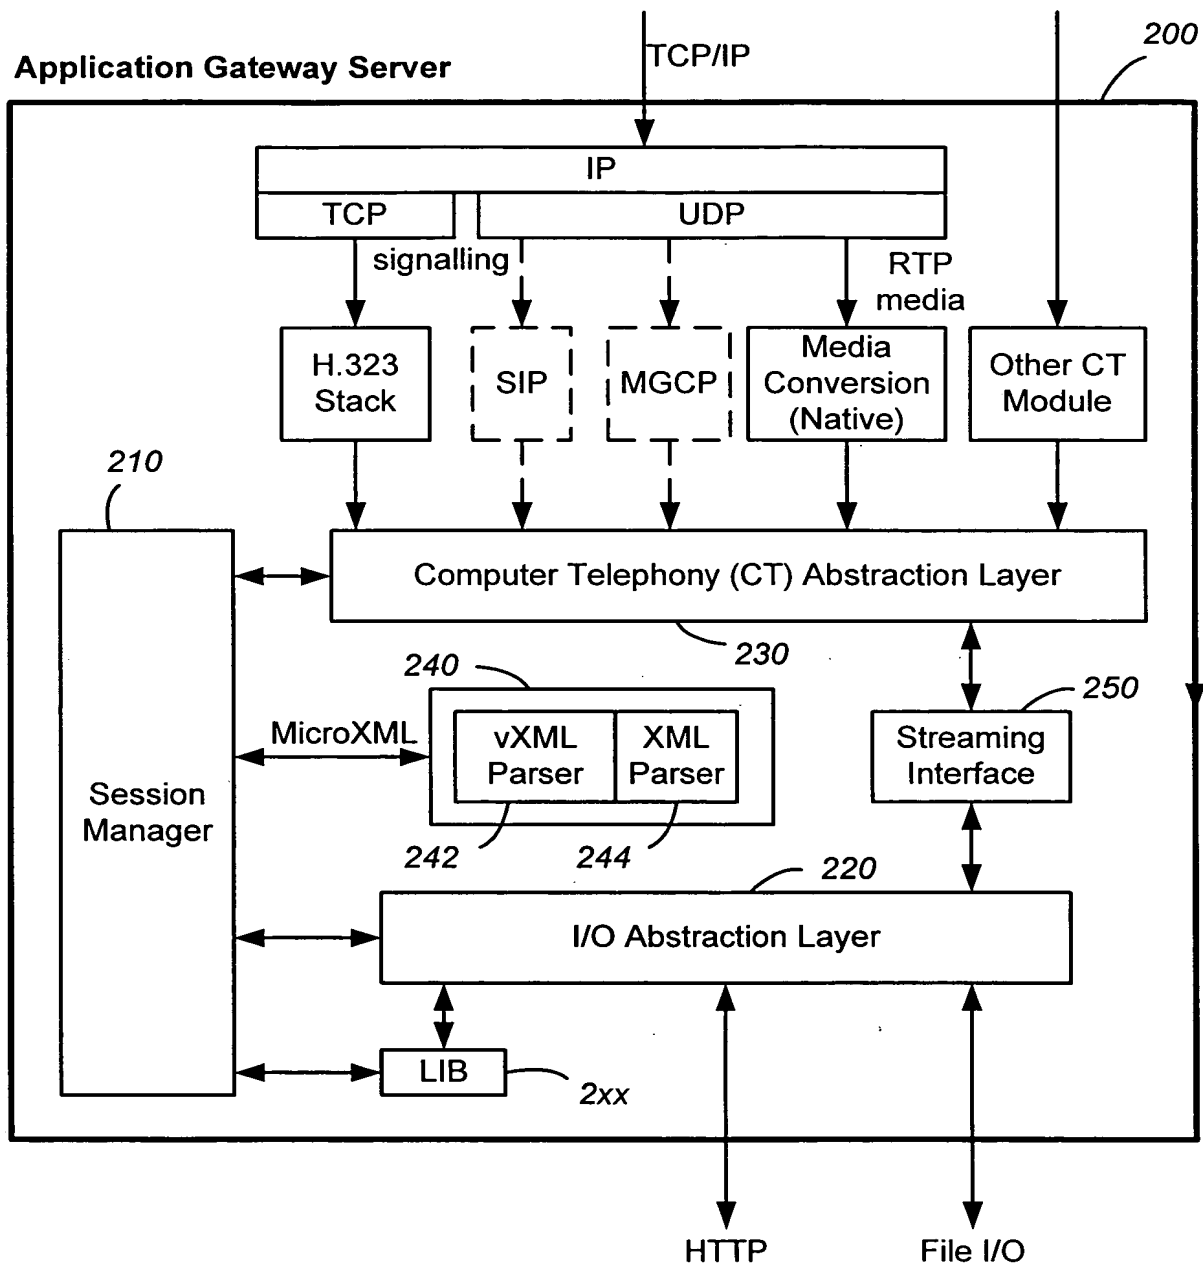 200
TCP/IP
Application Gateway Server
IP
TCP
UDP
signalling
RTP
media
H.323
Stack
SIP
MGCP
Media
Conversion
(Native)
Other CT
Module
210
Computer Telephony (CT) Abstraction Layer
230
240
250
MicroXML
vXML
Parser
XML
Parser
Streaming
Interface
Session
Manager
242
244
220
I/O Abstraction Layer
LIB
2xx
HTTP
File I/O